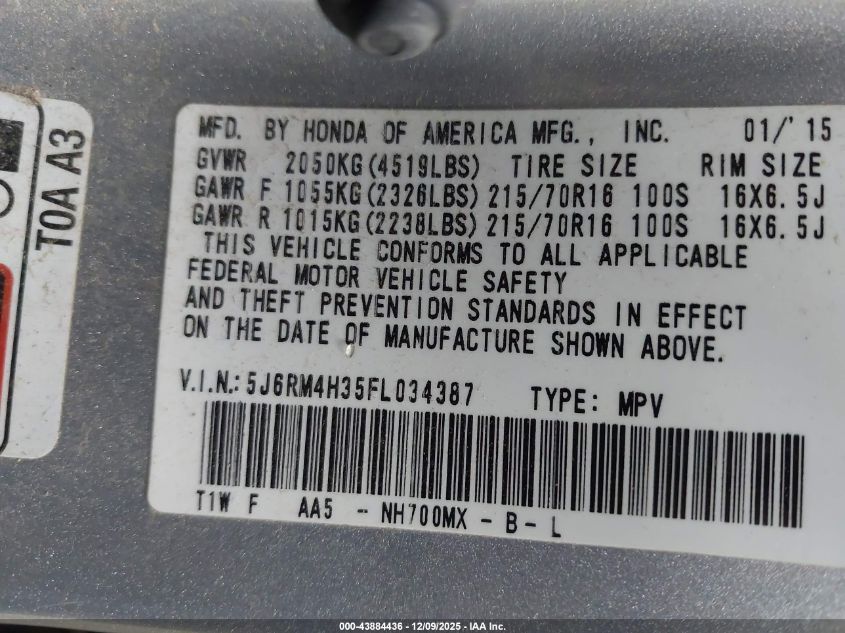 TOA A3
MFD. BY HONDA OF AMERICA MFG., INC. 01/'15
GVWR 2050KG(4519LBS) TIRE SIZE RIM SIZE
GAWR F 1055KG(2326LBS) 215/70R16 100S 16X6.5J
GAWR R 1015KG(2238LBS) 215/70R16 100S 16X6.5J
THIS VEHICLE CONFORMS TO ALL APPLICABLE
FEDERAL MOTOR VEHICLE SAFETY
AND THEFT PREVENTION STANDARDS IN EFFECT
ON THE DATE OF MANUFACTURE SHOWN ABOVE.
V.I.N.: 5J6RM4H35FL034387 TYPE: MPV
T1W F AA5 - NH700MX - B - L
000-43884436 - 12/09/2025 - IAA Inc.